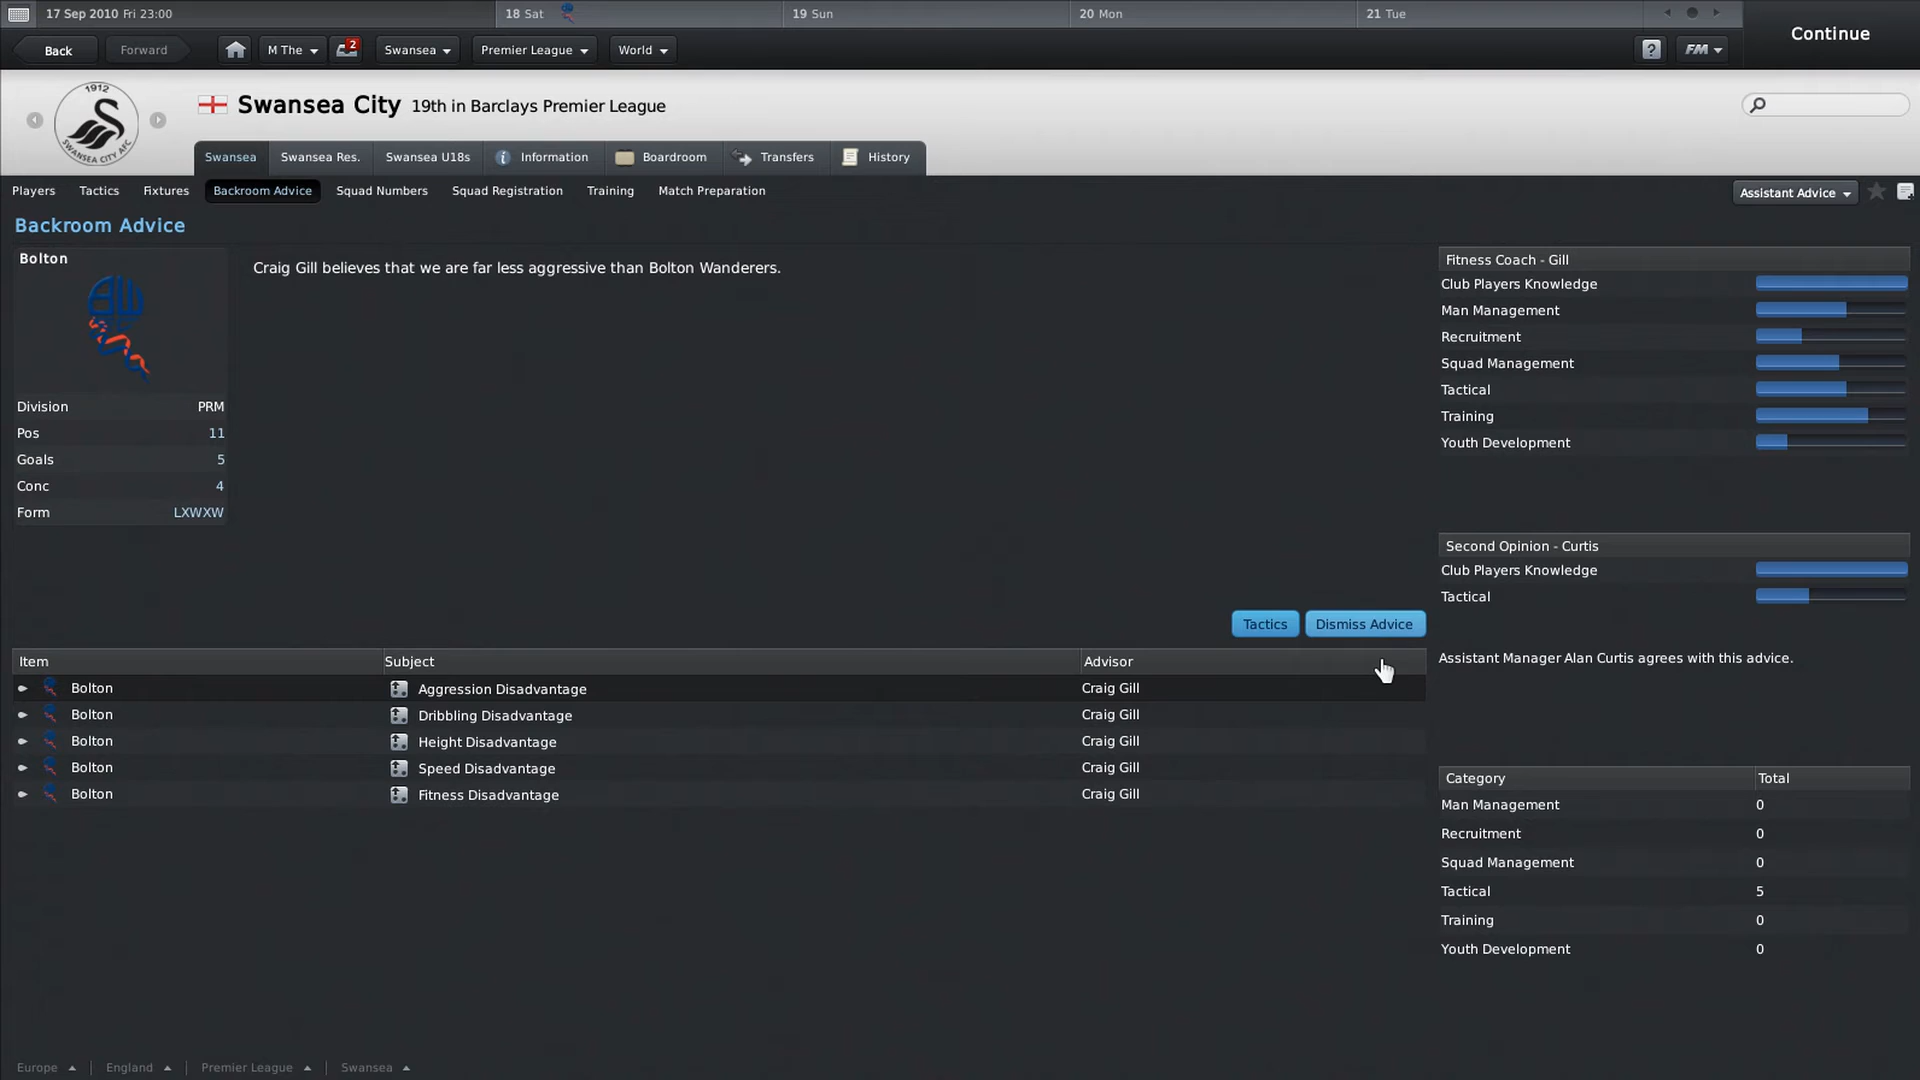 17 Sep 2010 Fri 23:00 18 Sat 19 Sun 20 Mon 21 Tue
Continue
Back Forward M The 2 Swansea Premier League World ? FM
1912
SWANSEA CITY AFC
Swansea City 19th in Barclays Premier League
Swansea Swansea Res. Swansea U18s Information Boardroom Transfers History
Players Tactics Fixtures Backroom Advice Squad Numbers Squad Registration Training Match Preparation Assistant Advice
Backroom Advice
Bolton
Craig Gill believes that we are far less aggressive than Bolton Wanderers.
Division PRM
Pos 11
Goals 5
Conc 4
Form LXWXW
Fitness Coach - Gill
Club Players Knowledge
Man Management
Recruitment
Squad Management
Tactical
Training
Youth Development
Second Opinion - Curtis
Club Players Knowledge
Tactical
Assistant Manager Alan Curtis agrees with this advice.
Tactics Dismiss Advice
Item Subject Advisor
Bolton Aggression Disadvantage Craig Gill
Bolton Dribbling Disadvantage Craig Gill
Bolton Height Disadvantage Craig Gill
Bolton Speed Disadvantage Craig Gill
Bolton Fitness Disadvantage Craig Gill
Category Total
Man Management 0
Recruitment 0
Squad Management 0
Tactical 5
Training 0
Youth Development 0
Europe England Premier League Swansea